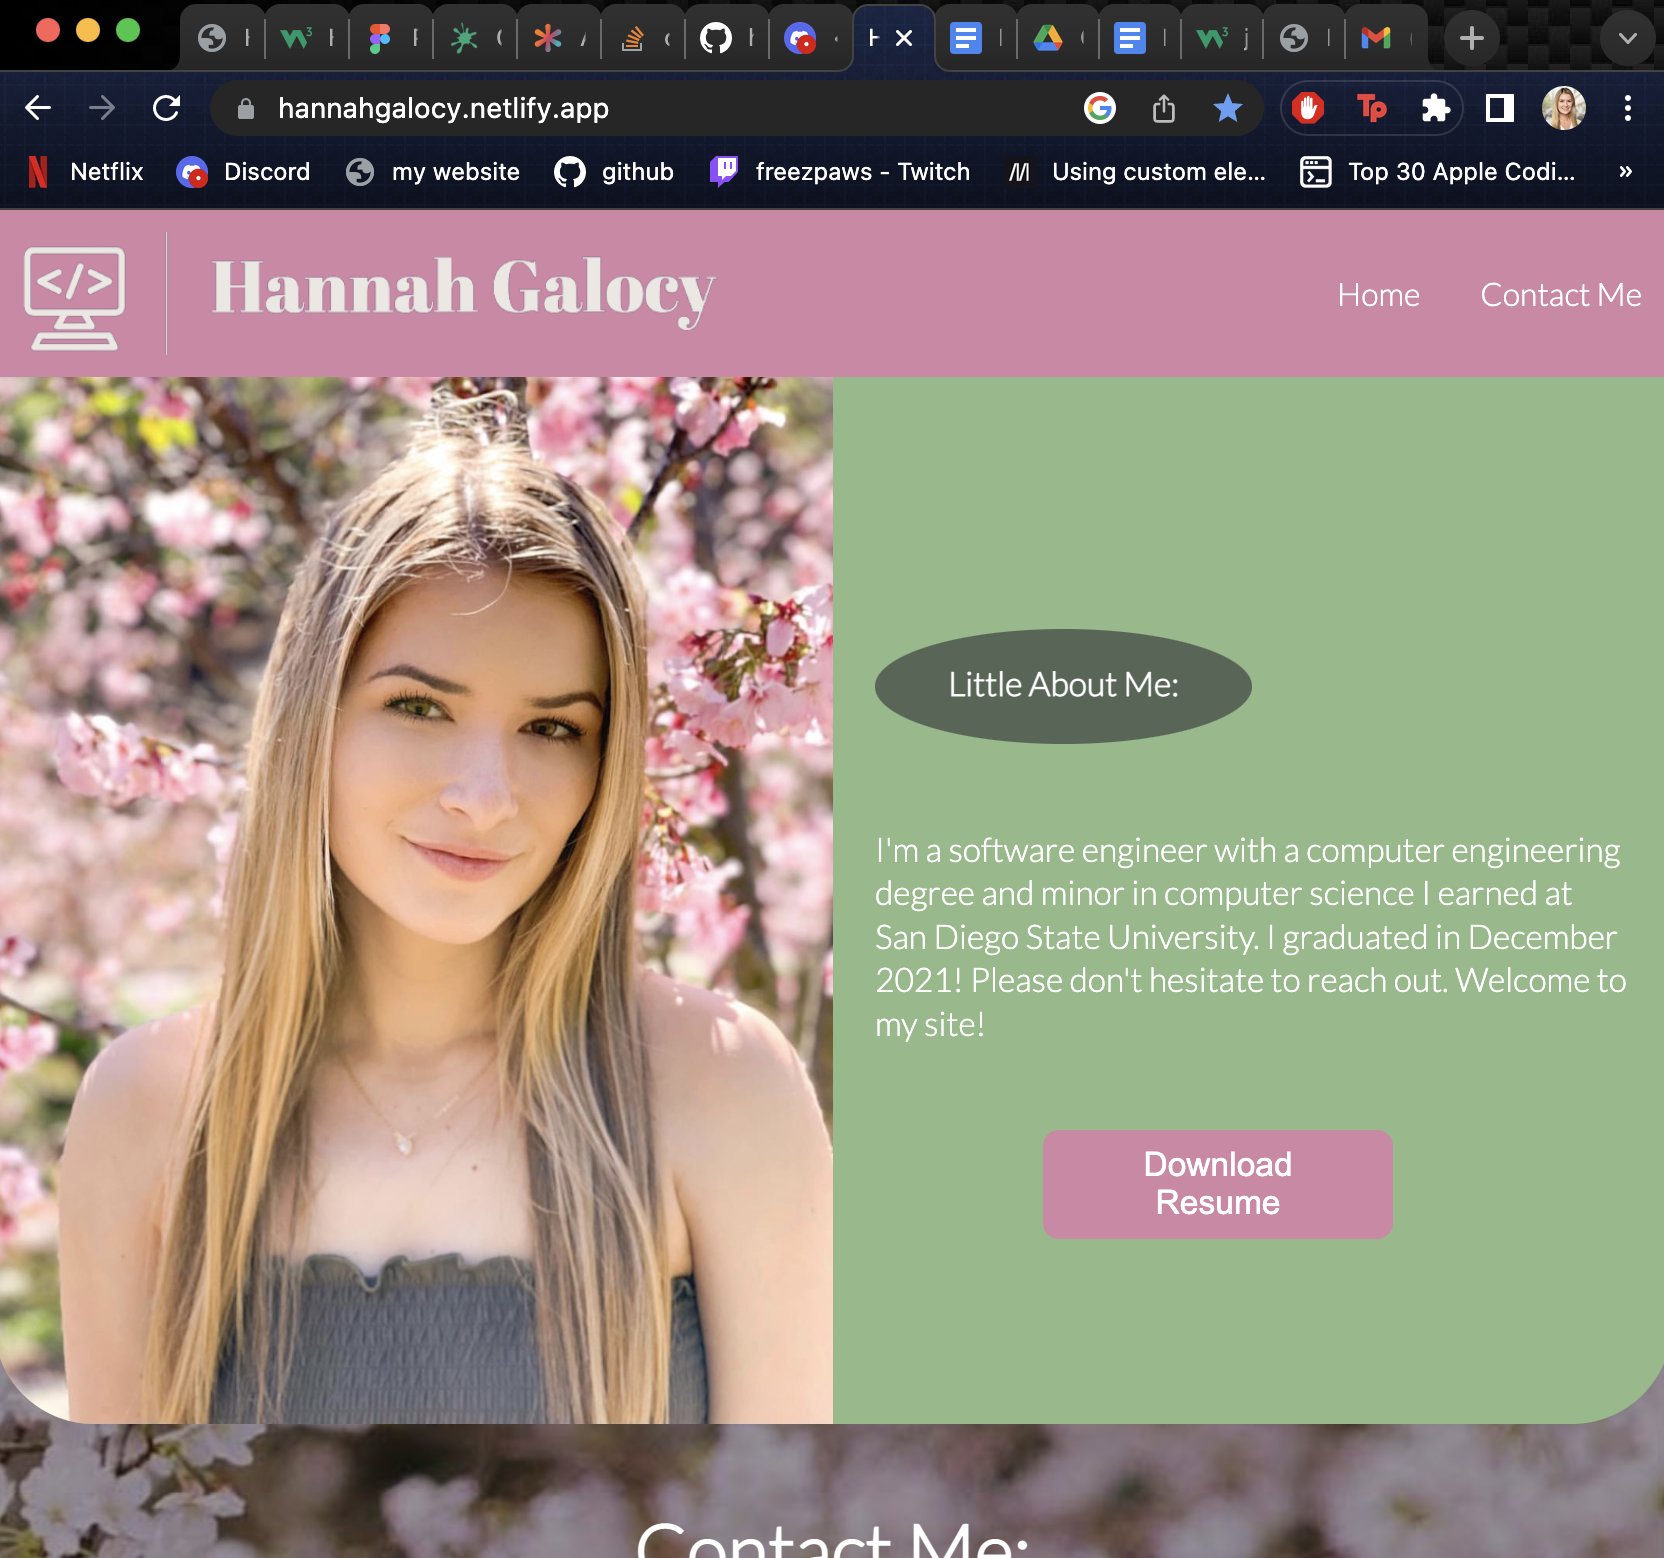 hannahgalocy.netlify.app
Tp
Netflix Discord my website github freezpaws - Twitch Using custom ele... Top 30 Apple Codi... »
</>
Hannah Galocy
Home Contact Me
Little About Me:
I'm a software engineer with a computer engineering
degree and minor in computer science I earned at
San Diego State University. I graduated in December
2021! Please don't hesitate to reach out. Welcome to
my site!
Download
Resume
Contact Me: